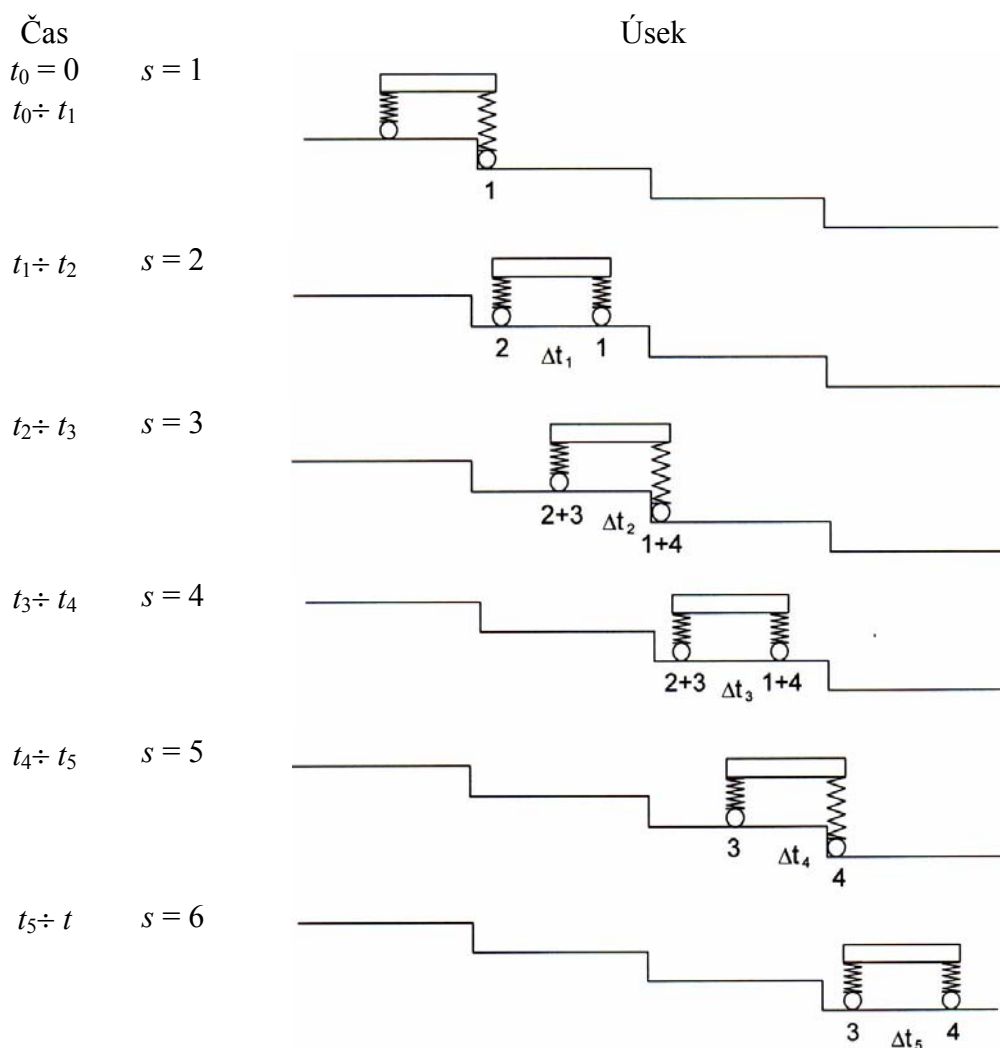 Čas Úsek
t₀ = 0 s = 1
t₀÷ t₁
1
t₁÷ t₂ s = 2
2 Δt₁ 1
t₂÷ t₃ s = 3
2+3 Δt₂ 1+4
t₃÷ t₄ s = 4
2+3 Δt₃ 1+4
t₄÷ t₅ s = 5
3 Δt₄ 4
t₅÷ t s = 6
3 Δt₅ 4